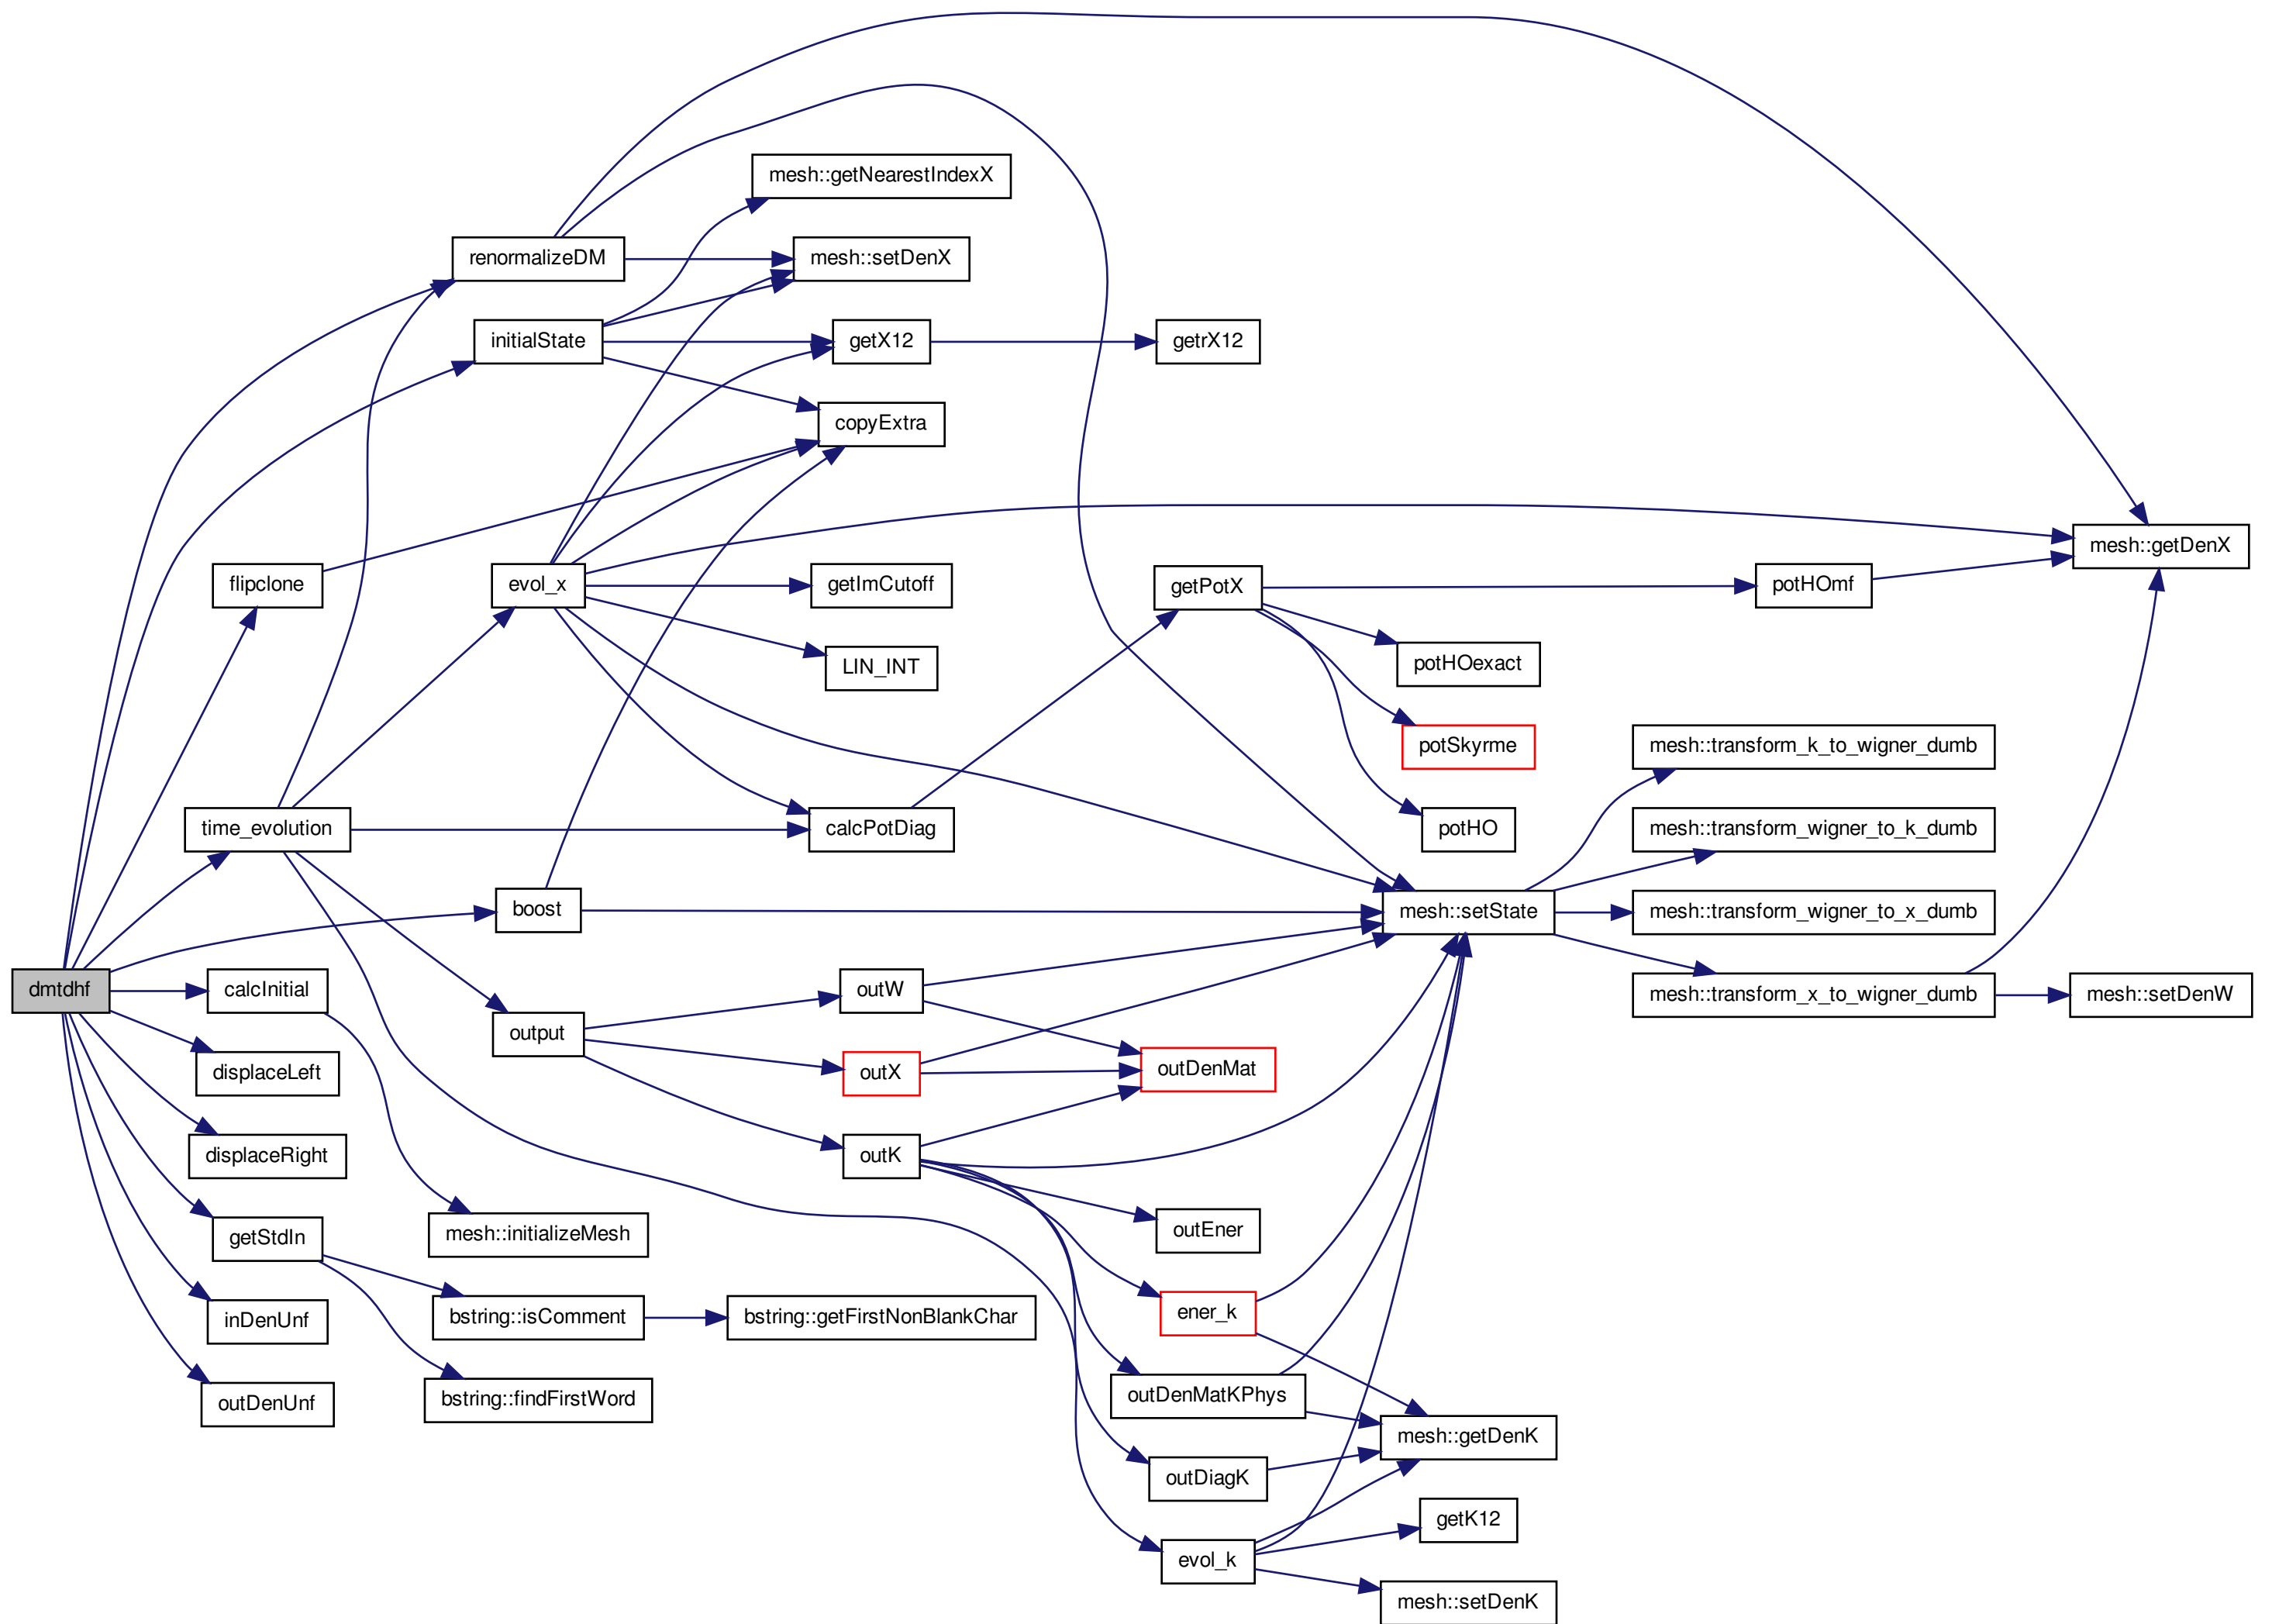 mesh::getNearestIndexX
renormalizeDM
mesh::setDenX
initialState
getX12
getrX12
copyExtra
mesh::getDenX
flipclone
evol_x
getImCutoff
getPotX
potHOmf
LIN_INT
potHOexact
potSkyrme
mesh::transform_k_to_wigner_dumb
time_evolution
calcPotDiag
potHO
mesh::transform_wigner_to_k_dumb
boost
mesh::setState
mesh::transform_wigner_to_x_dumb
dmtdhf
calcInitial
outW
mesh::transform_x_to_wigner_dumb
mesh::setDenW
output
displaceLeft
outX
outDenMat
displaceRight
outK
getStdIn
mesh::initializeMesh
outEner
inDenUnf
bstring::isComment
bstring::getFirstNonBlankChar
ener_k
outDenUnf
bstring::findFirstWord
outDenMatKPhys
mesh::getDenK
outDiagK
getK12
evol_k
mesh::setDenK